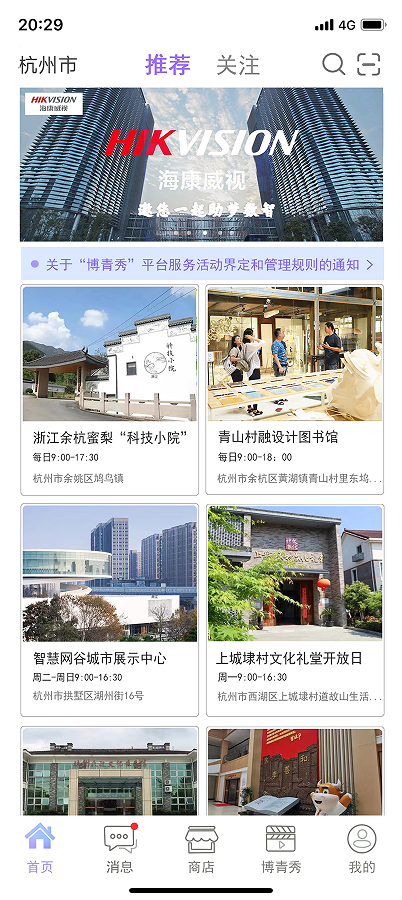 20:29
4G
杭州市
推荐
关注
HIKVISION
海康威视
HIKVISION
海康威视
邀您一起助梦数智
关于“博青秀”平台服务活动界定和管理规则的通知
科技小院
浙江余杭蜜梨“科技小院”
每日9:00-17:30
杭州市余姚区鸬鸟镇
青山村融设计图书馆
每日9:00-18：00
杭州市余杭区黄湖镇青山村里东坞...
智慧网谷城市展示中心
周二-周日9:00-16:30
杭州市拱墅区湖州街16号
上城埭村文化礼堂开放日
周一9:00-16:30
杭州市西湖区上城埭村道故山生活...
首页
消息
商店
博青秀
我的